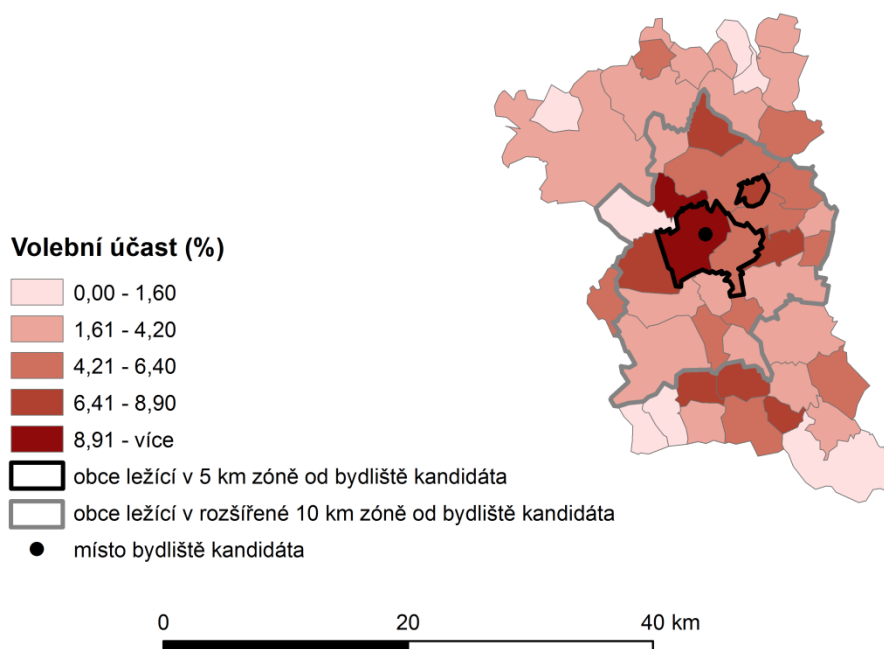 Volební účast (%)
0,00 - 1,60
1,61 - 4,20
4,21 - 6,40
6,41 - 8,90
8,91 - více
obce ležící v 5 km zóně od bydliště kandidáta
obce ležící v rozšířené 10 km zóně od bydliště kandidáta
místo bydliště kandidáta
0 20 40 km